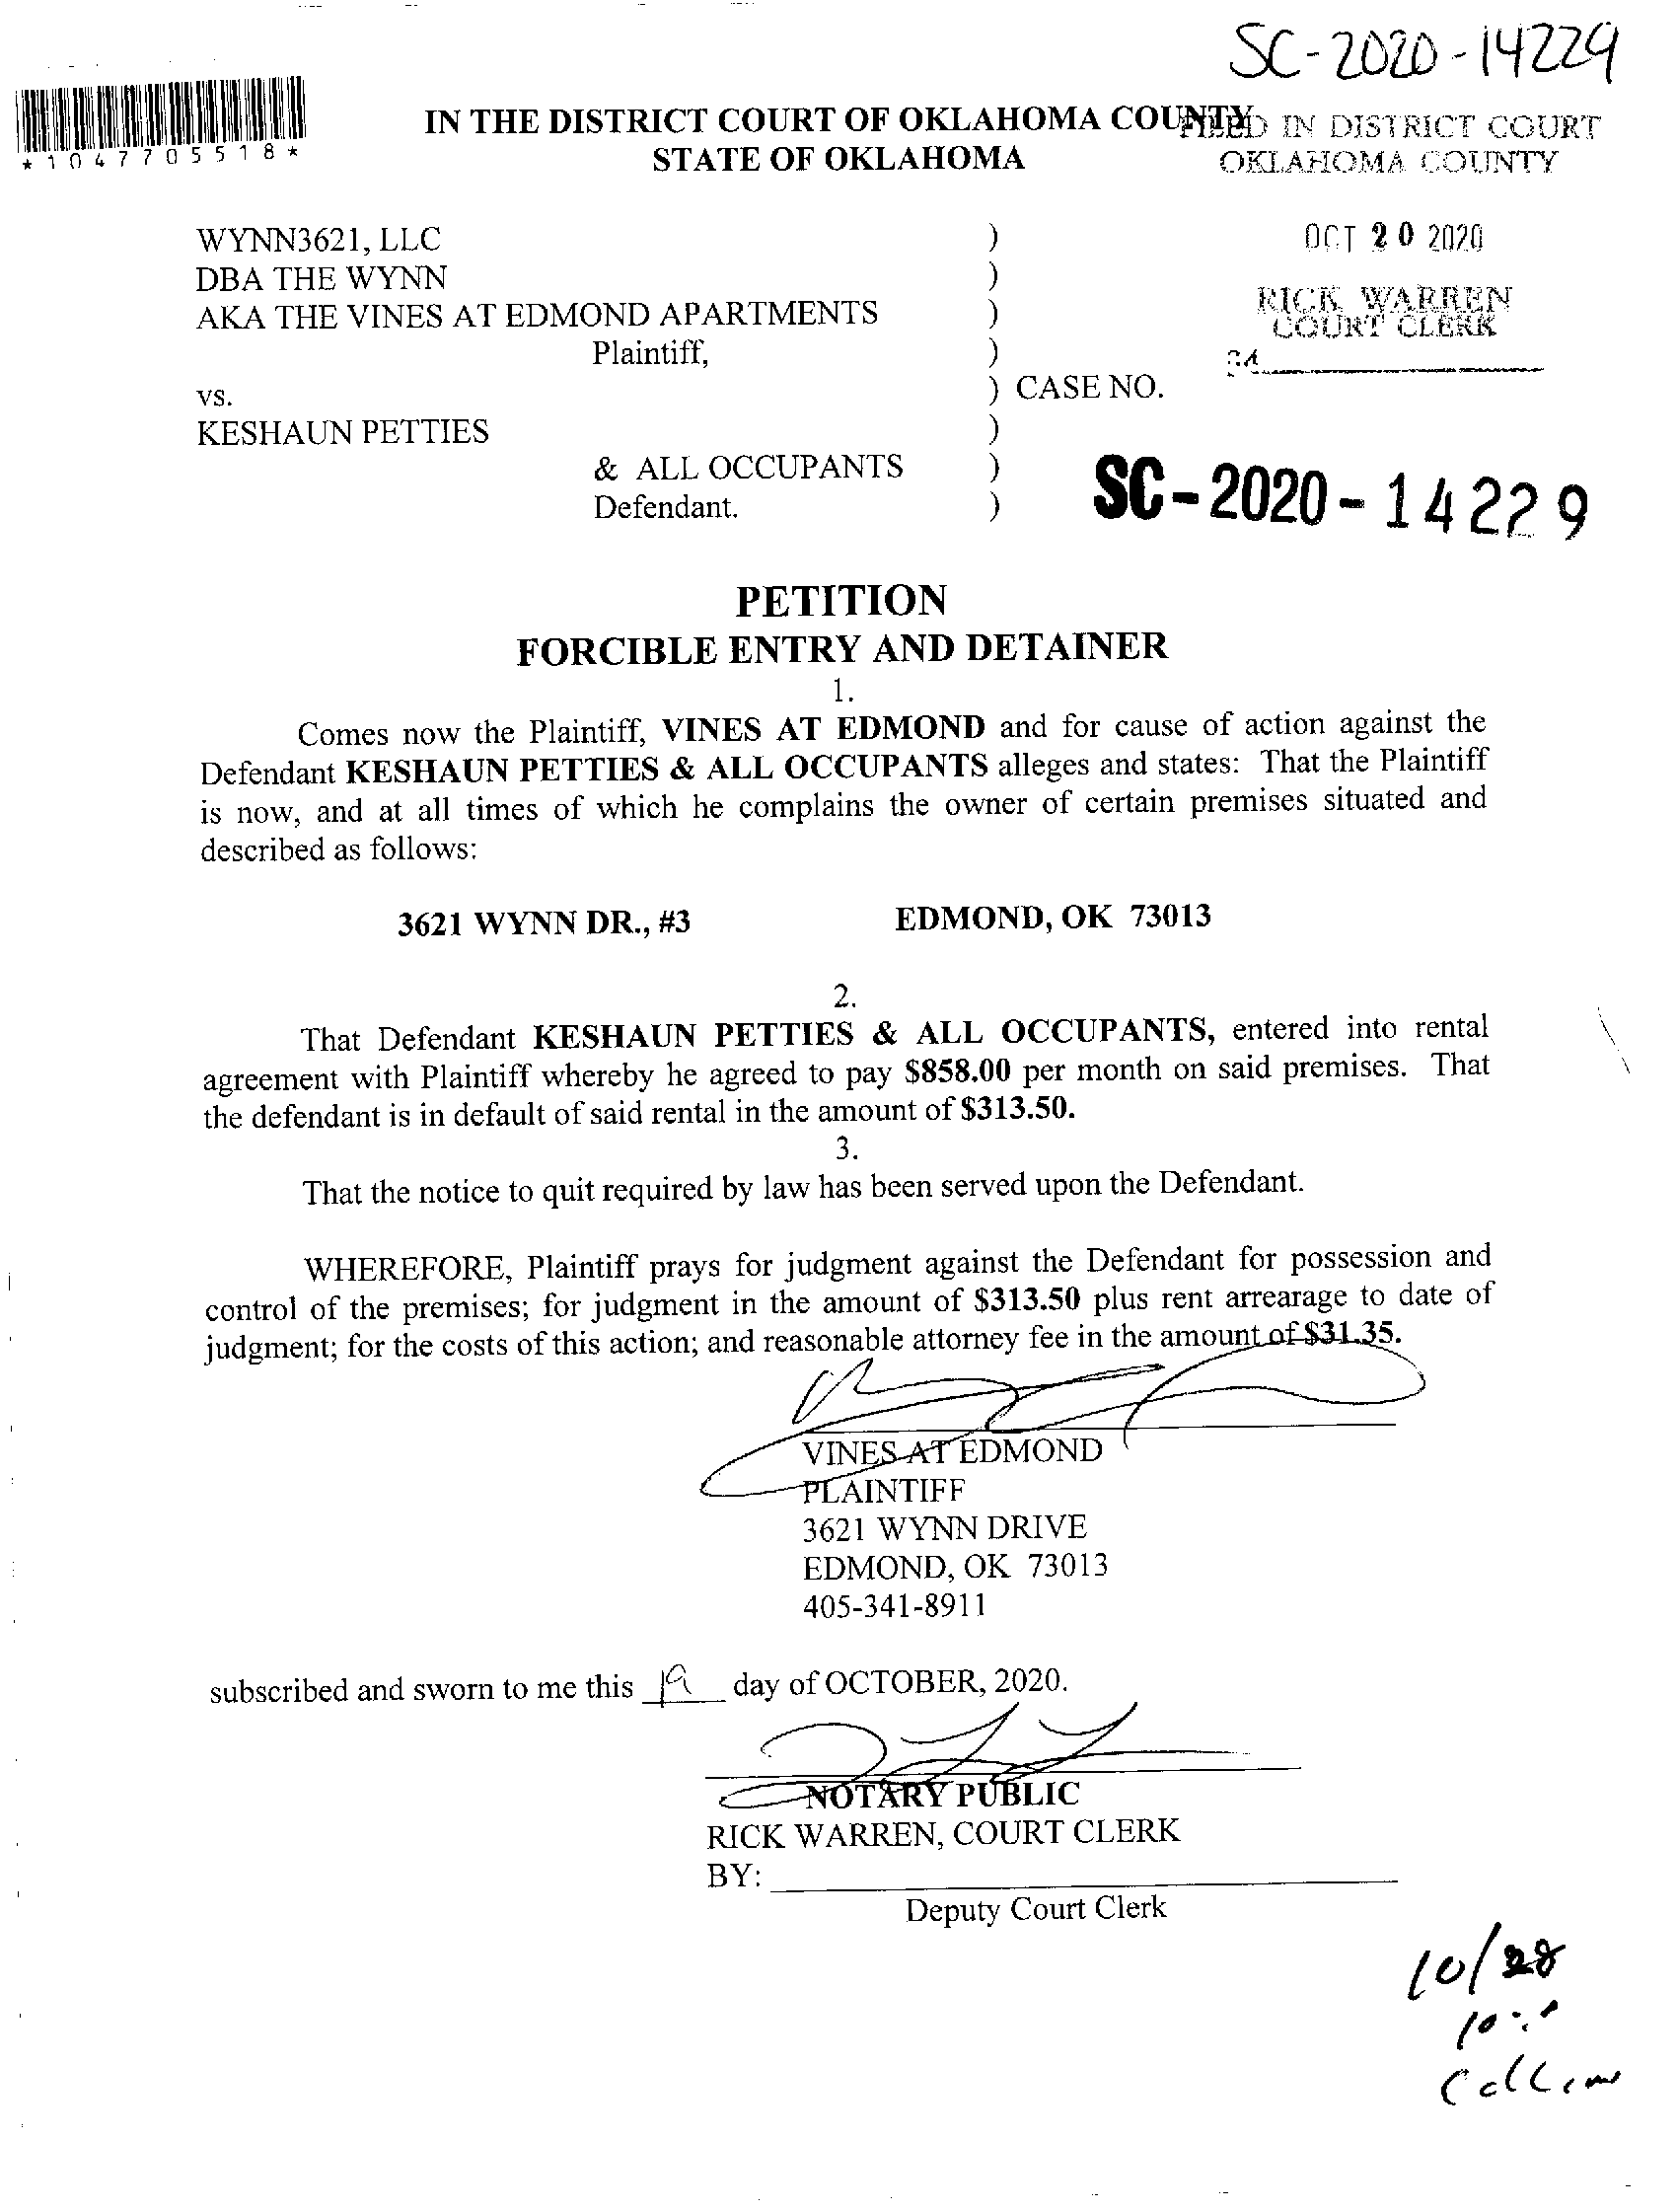 SC-2020-14229
*1047705518*
IN THE DISTRICT COURT OF OKLAHOMA COUNTY
STATE OF OKLAHOMA
FILED IN DISTRICT COURT
OKLAHOMA COUNTY
OCT 20 2020
RICK WARREN
COURT CLERK
WYNN3621, LLC )
DBA THE WYNN )
AKA THE VINES AT EDMOND APARTMENTS )
Plaintiff, )
vs. ) CASE NO.
KESHAUN PETTIES )
& ALL OCCUPANTS )
Defendant. )
SC-2020-14229
PETITION
FORCIBLE ENTRY AND DETAINER
1.
Comes now the Plaintiff, VINES AT EDMOND and for cause of action against the
Defendant KESHAUN PETTIES & ALL OCCUPANTS alleges and states: That the Plaintiff
is now, and at all times of which he complains the owner of certain premises situated and
described as follows:
3621 WYNN DR., #3 EDMOND, OK 73013
2.
That Defendant KESHAUN PETTIES & ALL OCCUPANTS, entered into rental
agreement with Plaintiff whereby he agreed to pay $858.00 per month on said premises. That
the defendant is in default of said rental in the amount of $313.50.
3.
That the notice to quit required by law has been served upon the Defendant.
WHEREFORE, Plaintiff prays for judgment against the Defendant for possession and
control of the premises; for judgment in the amount of $313.50 plus rent arrearage to date of
judgment; for the costs of this action; and reasonable attorney fee in the amount of $31.35.
VINES AT EDMOND
PLAINTIFF
3621 WYNN DRIVE
EDMOND, OK 73013
405-341-8911
subscribed and sworn to me this 19 day of OCTOBER, 2020.
NOTARY PUBLIC
RICK WARREN, COURT CLERK
BY:
Deputy Court Clerk
10/28